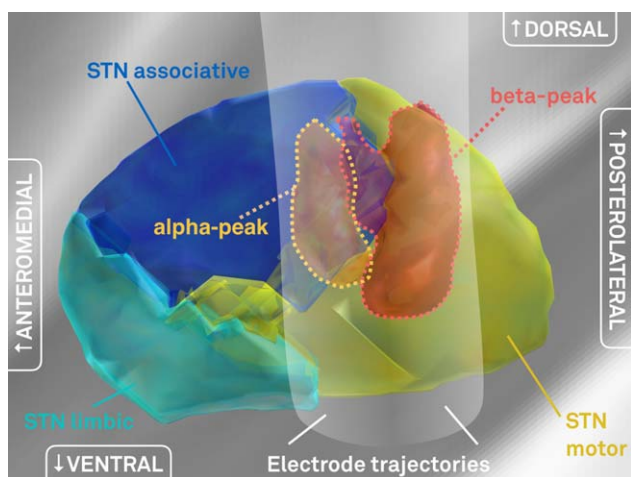 ↑DORSAL
STN associative
beta-peak
↑POSTEROLATERAL
↑ANTEROMEDIAL
alpha-peak
STN limbic
STN
motor
↓VENTRAL
Electrode trajectories